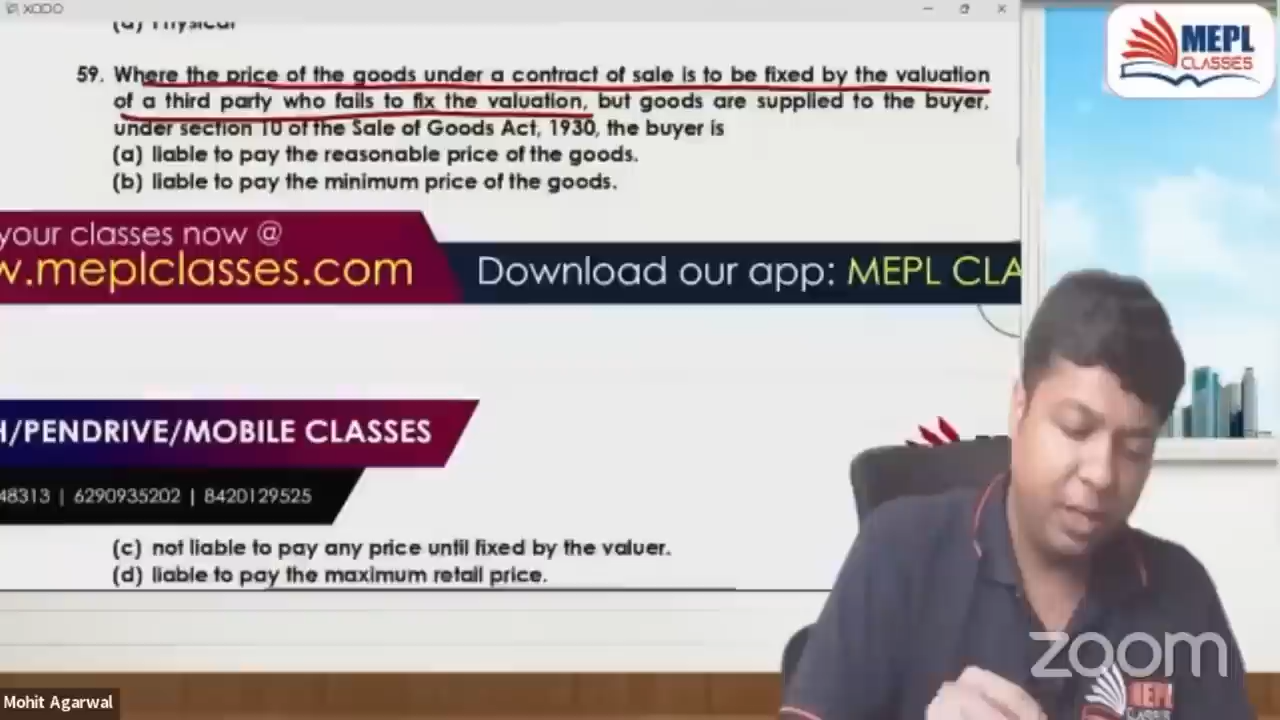 XODO
(d) Physical
MEPL
CLASSES
59. Where the price of the goods under a contract of sale is to be fixed by the valuation
of a third party who fails to fix the valuation, but goods are supplied to the buyer,
under section 10 of the Sale of Goods Act, 1930, the buyer is
(a) liable to pay the reasonable price of the goods.
(b) liable to pay the minimum price of the goods.
your classes now @
w.meplclasses.com
Download our app: MEPL CLA
H/PENDRIVE/MOBILE CLASSES
48313 | 6290935202 | 8420129525
(c) not liable to pay any price until fixed by the valuer.
(d) liable to pay the maximum retail price.
zoom
MEPL
CLASSES
Mohit Agarwal